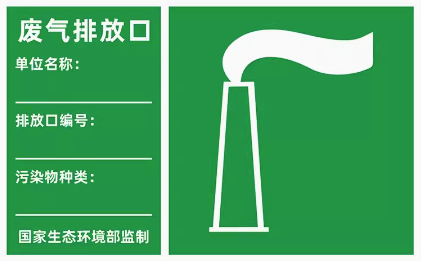 废气排放口
单位名称：
排放口编号：
污染物种类：
国家生态环境部监制